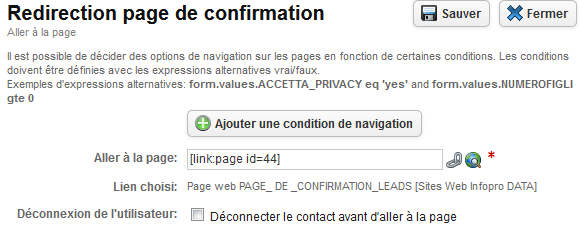 Redirection page de confirmation
Sauver
Fermer
Aller à la page
Il est possible de décider des options de navigation sur les pages en fonction de certaines conditions. Les conditions
doivent être définies avec les expressions alternatives vrai/faux.
Exemples d'expressions alternatives: form.values.ACCETTA_PRIVACY eq 'yes' and form.values.NUMEROFIGLI
gte 0
Ajouter une condition de navigation
Aller à la page: [link:page id=44] *
Lien choisi: Page web PAGE_ DE _CONFIRMATION_LEADS [Sites Web Infopro DATA]
Déconnexion de l'utilisateur: Déconnecter le contact avant d'aller à la page